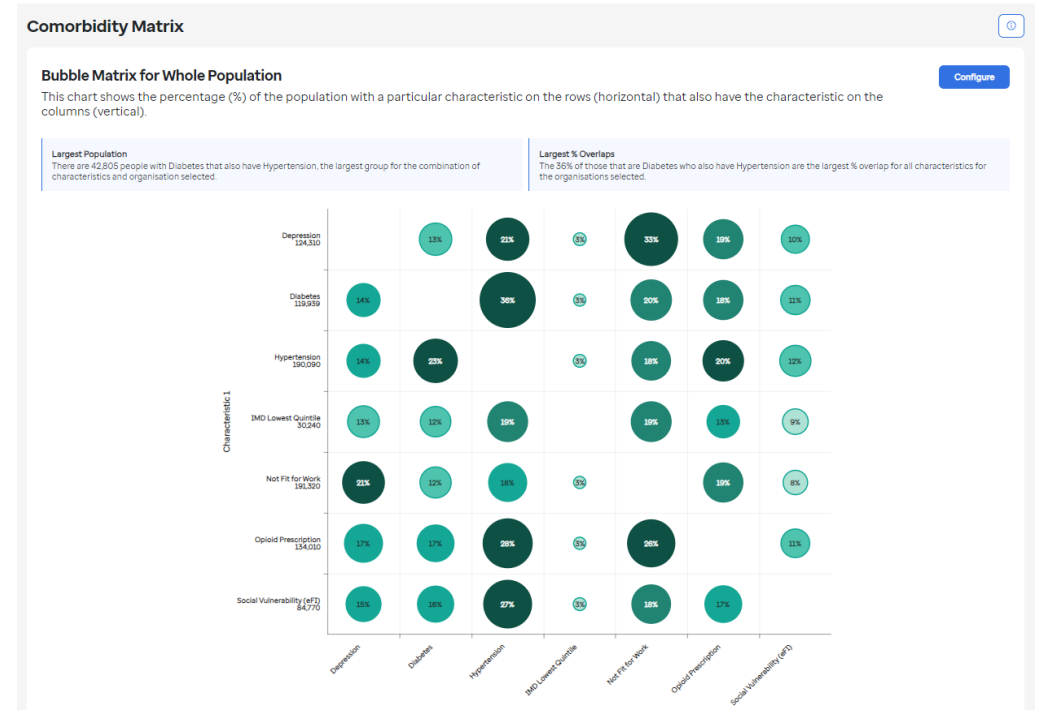 Comorbidity Matrix
Bubble Matrix for Whole Population
Configure
This chart shows the percentage (%) of the population with a particular characteristic on the rows (horizontal) that also have the characteristic on the
columns (vertical).
Largest Population
There are 42,805 people with Diabetes that also have Hypertension, the largest group for the combination of
characteristics and organisation selected.
Largest % Overlaps
The 36% of those that are Diabetes who also have Hypertension are the largest % overlap for all characteristics for
the organisations selected.
Characteristic 1
Depression
124,310
13% 21% 3% 33% 19% 10%
Diabetes
119,939
14% 36% 3% 20% 18% 11%
Hypertension
190,090
14% 23% 3% 18% 20% 12%
IMD Lowest Quintile
30,240
13% 12% 19% 19% 13% 9%
Not Fit for Work
191,320
21% 12% 18% 3% 19% 8%
Opioid Prescription
134,010
17% 17% 28% 3% 26% 11%
Social Vulnerability (eFI)
84,770
15% 16% 27% 3% 18% 17%
Depression
Diabetes
Hypertension
IMD Lowest Quintile
Not Fit for Work
Opioid Prescription
Social Vulnerability (eFI)